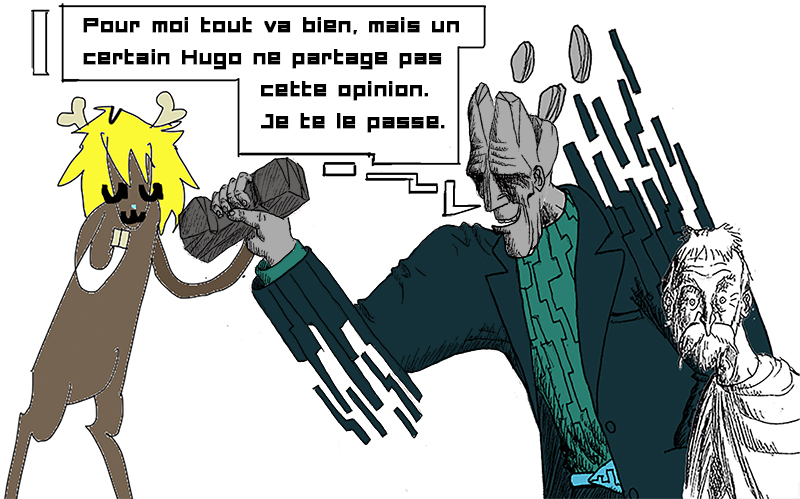 Pour moi tout va bien, mais un
certain Hugo ne partage pas
cette opinion.
Je te le passe.